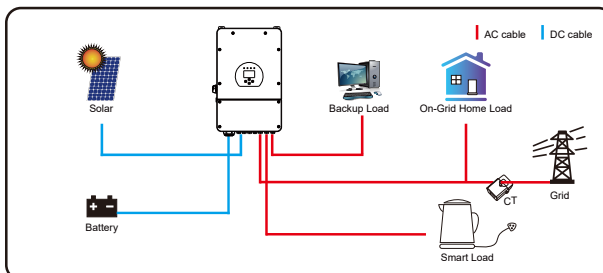 AC cable
DC cable
Solar
Backup Load
On-Grid Home Load
CT
Grid
Battery
Smart Load